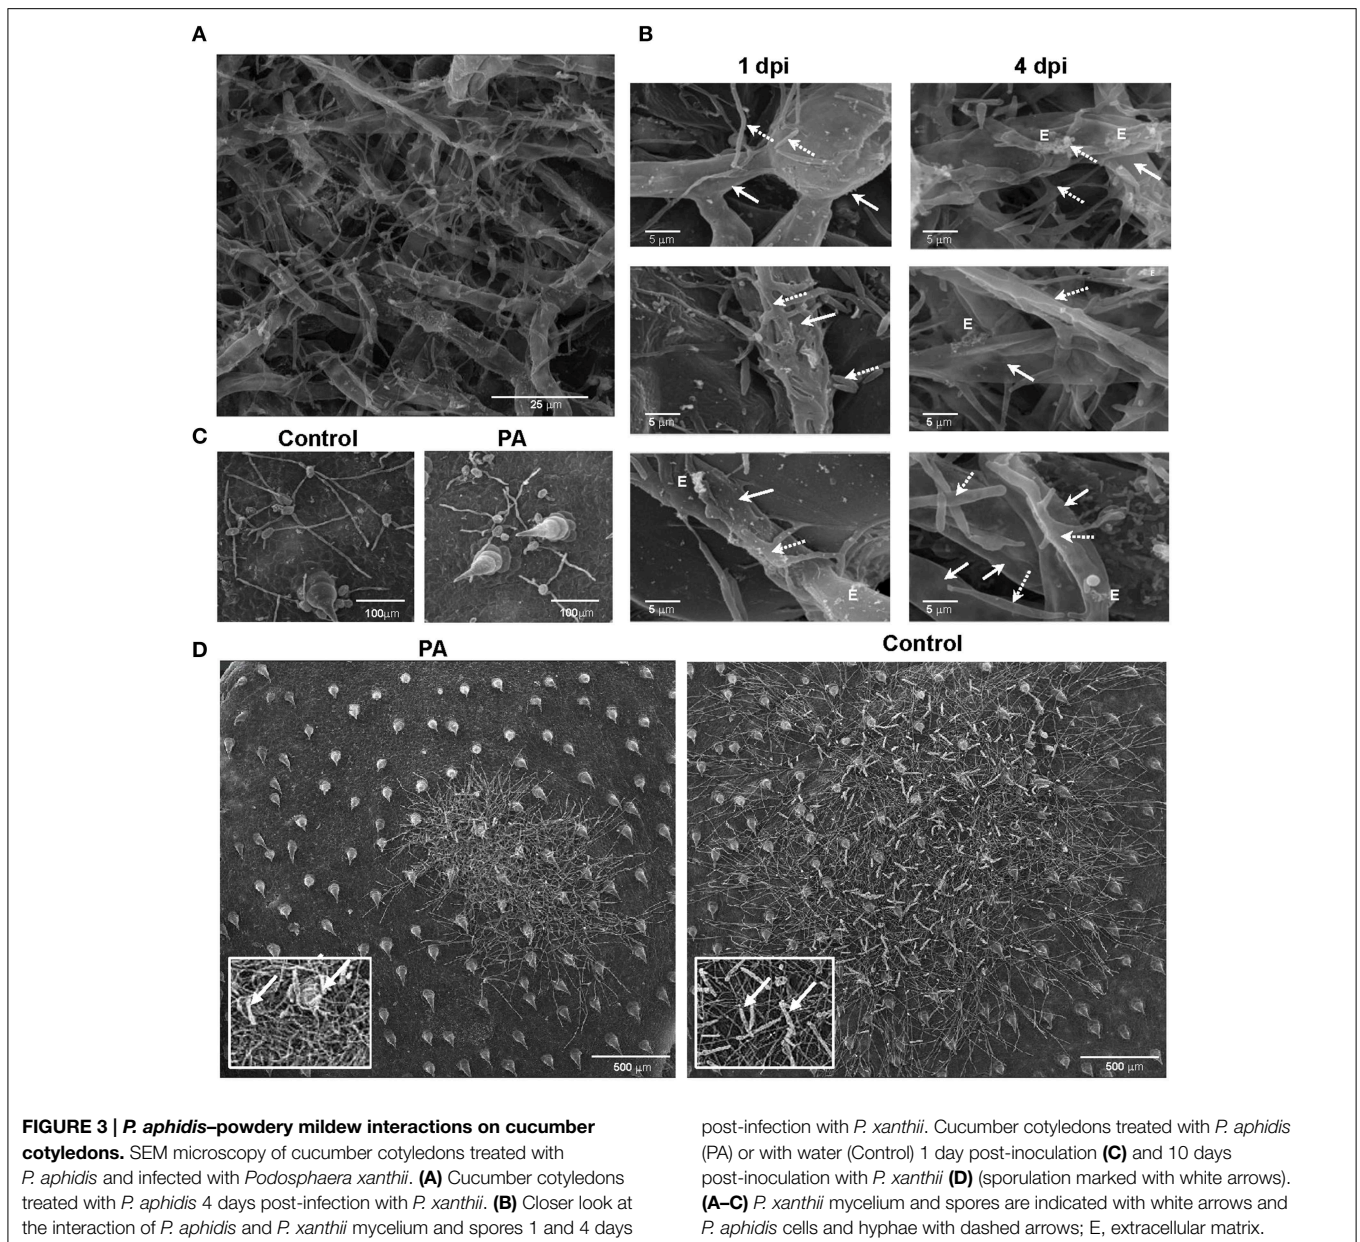 A
B
1 dpi
4 dpi
E
E
5 µm
5 µm
25 µm
E
E
5 µm
5 µm
C
Control
PA
100µm
100µm
E
E
5 µm
E
5 µm
D
PA
Control
500 µm
500 µm
FIGURE 3 | P. aphidis–powdery mildew interactions on cucumber
cotyledons. SEM microscopy of cucumber cotyledons treated with
P. aphidis and infected with Podosphaera xanthii. (A) Cucumber cotyledons
treated with P. aphidis 4 days post-infection with P. xanthii. (B) Closer look at
the interaction of P. aphidis and P. xanthii mycelium and spores 1 and 4 days
post-infection with P. xanthii. Cucumber cotyledons treated with P. aphidis
(PA) or with water (Control) 1 day post-inoculation (C) and 10 days
post-inoculation with P. xanthii (D) (sporulation marked with white arrows).
(A–C) P. xanthii mycelium and spores are indicated with white arrows and
P. aphidis cells and hyphae with dashed arrows; E, extracellular matrix.